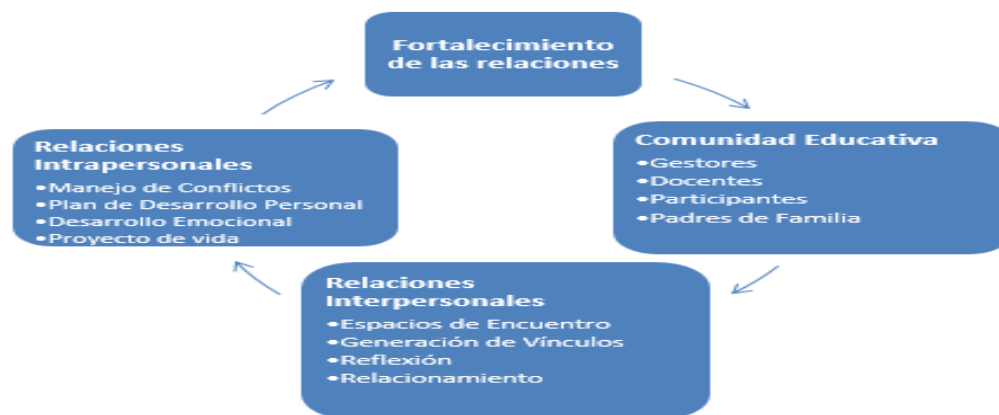 Fortalecimiento
de las relaciones
Comunidad Educativa
•Gestores
•Docentes
•Participantes
•Padres de Familia
Relaciones
Interpersonales
•Espacios de Encuentro
•Generación de Vínculos
•Reflexión
•Relacionamiento
Relaciones
Intrapersonales
•Manejo de Conflictos
•Plan de Desarrollo Personal
•Desarrollo Emocional
•Proyecto de vida